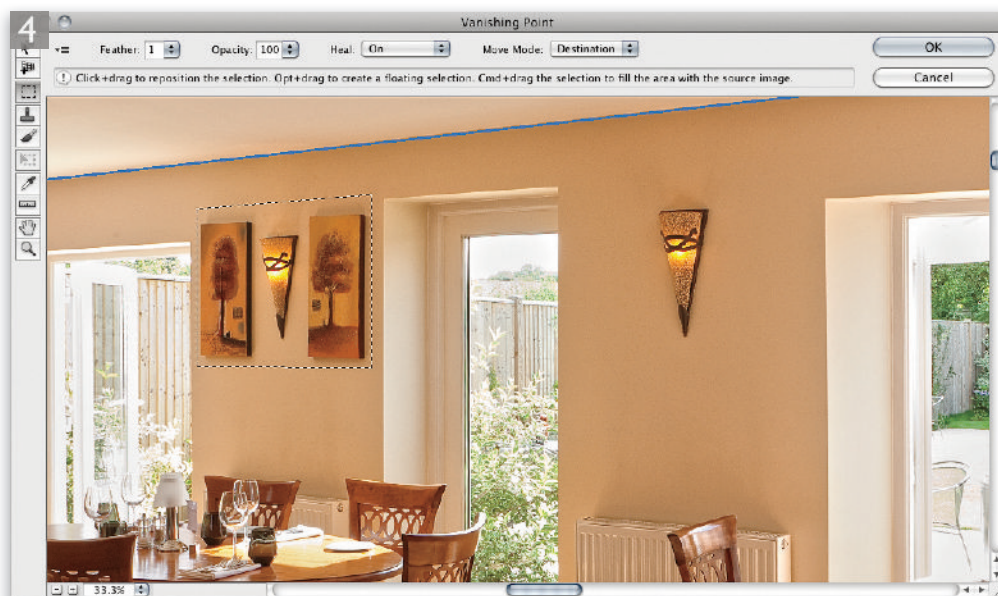 4
Vanishing Point
Feather: 1 Opacity: 100 Heal: On Move Mode: Destination
OK
Click+drag to reposition the selection. Opt+drag to create a floating selection. Cmd+drag the selection to fill the area with the source image.
Cancel
33.3%